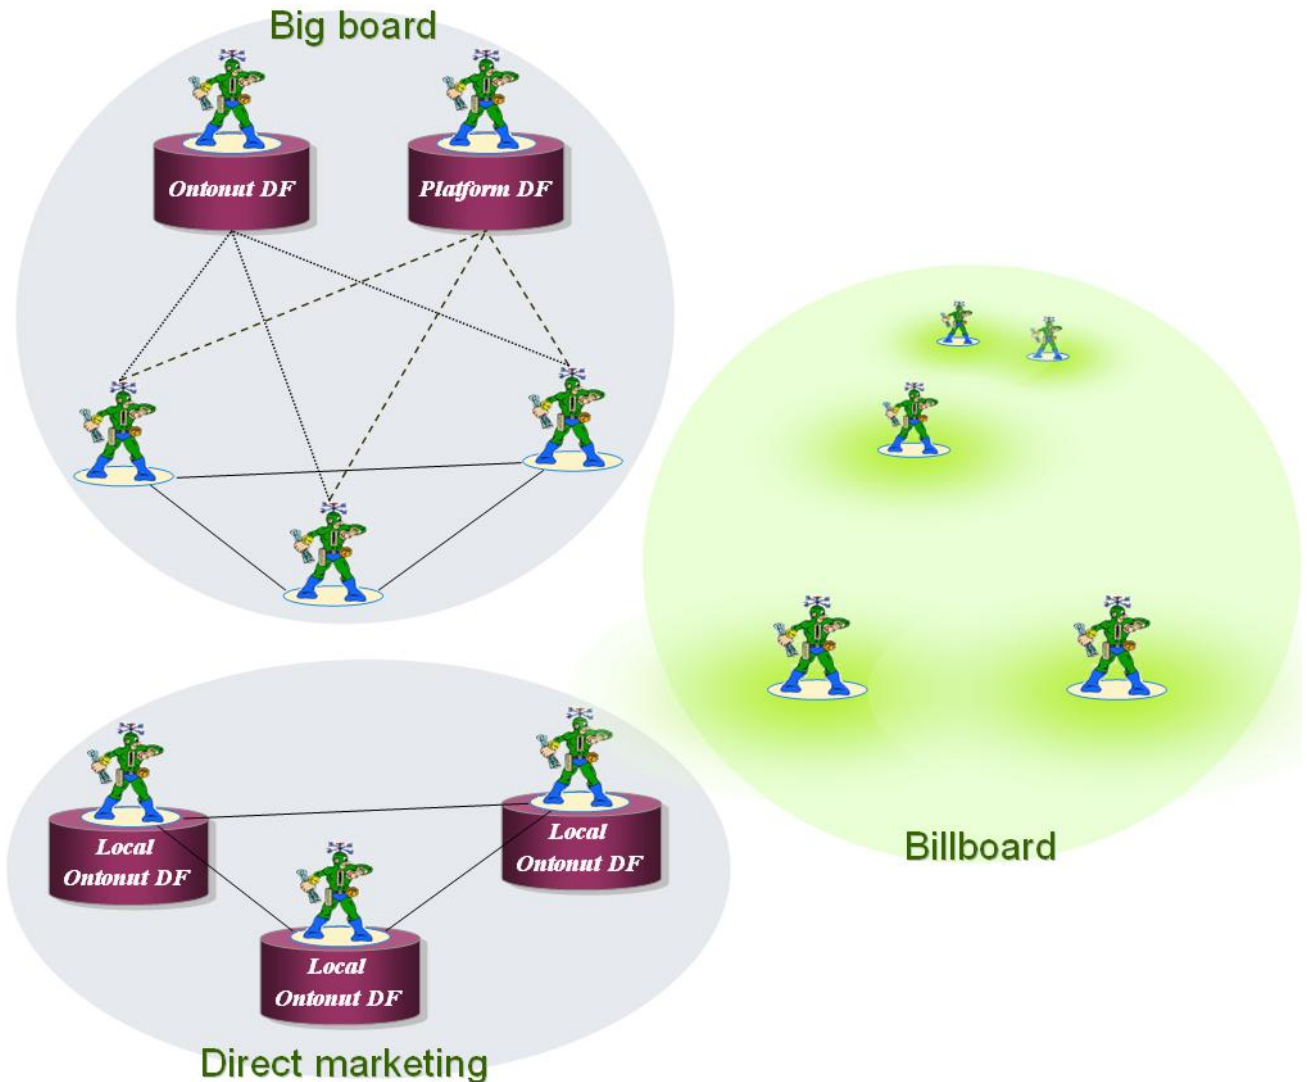 Big board
Ontonut DF
Platform DF
Billboard
Local
Ontonut DF
Local
Ontonut DF
Local
Ontonut DF
Direct marketing